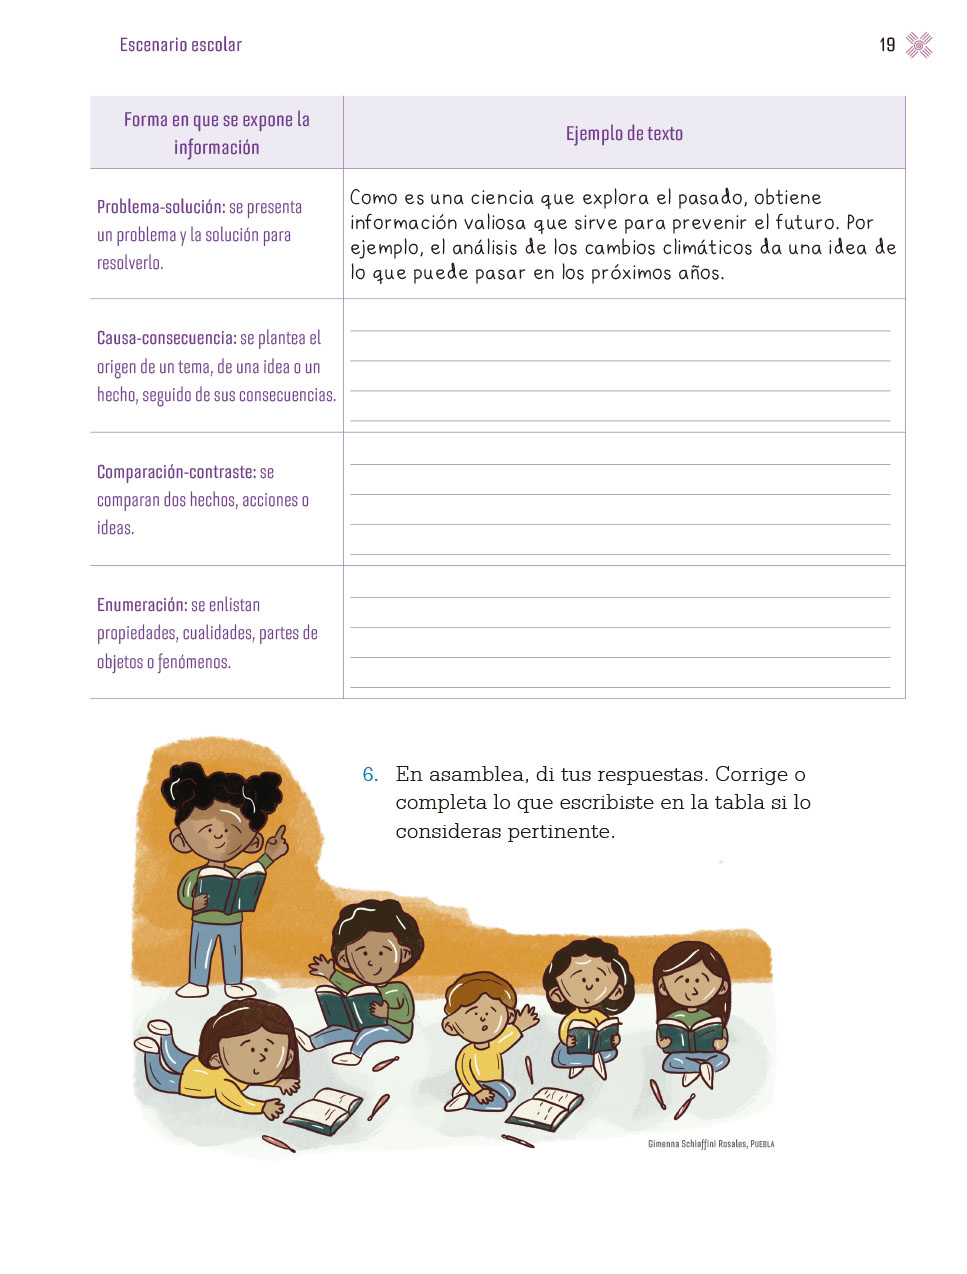 Escenario escolar
19
Forma en que se expone la
información
Ejemplo de texto
Problema-solución: se presenta
un problema y la solución para
resolverlo.
Como es una ciencia que explora el pasado, obtiene
información valiosa que sirve para prevenir el futuro. Por
ejemplo, el análisis de los cambios climáticos da una idea de
lo que puede pasar en los próximos años.
Causa-consecuencia: se plantea el
origen de un tema, de una idea o un
hecho, seguido de sus consecuencias.
Comparación-contraste: se
comparan dos hechos, acciones o
ideas.
Enumeración: se enlistan
propiedades, cualidades, partes de
objetos o fenómenos.
6. En asamblea, di tus respuestas. Corrige o
completa lo que escribiste en la tabla si lo
consideras pertinente.
Gimenna Schiaffini Rosales, PUEBLA